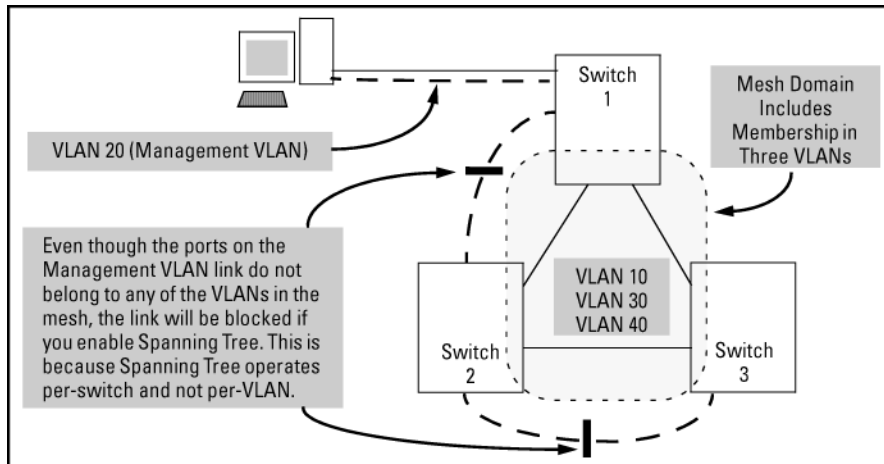 Switch
1
Mesh Domain
Includes
Membership in
Three VLANs
VLAN 20 (Management VLAN)
Even though the ports on the
Management VLAN link do not
belong to any of the VLANs in the
mesh, the link will be blocked if
you enable Spanning Tree. This is
because Spanning Tree operates
per-switch and not per-VLAN.
VLAN 10
VLAN 30
VLAN 40
Switch
2
Switch
3